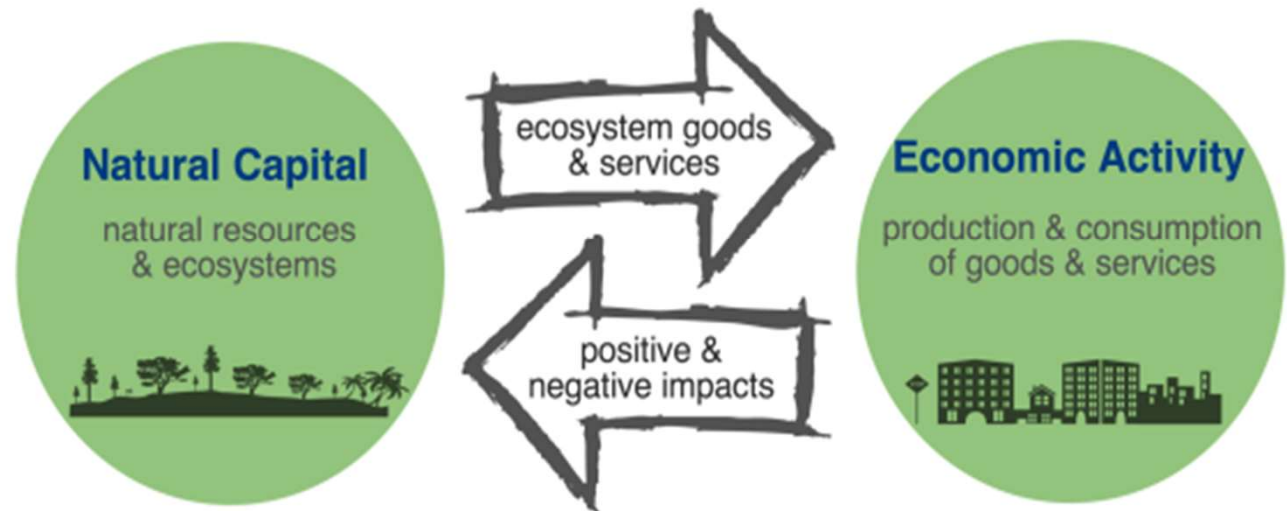 Natural Capital
natural resources
& ecosystems
ecosystem goods
& services
positive &
negative impacts
Economic Activity
production & consumption
of goods & services